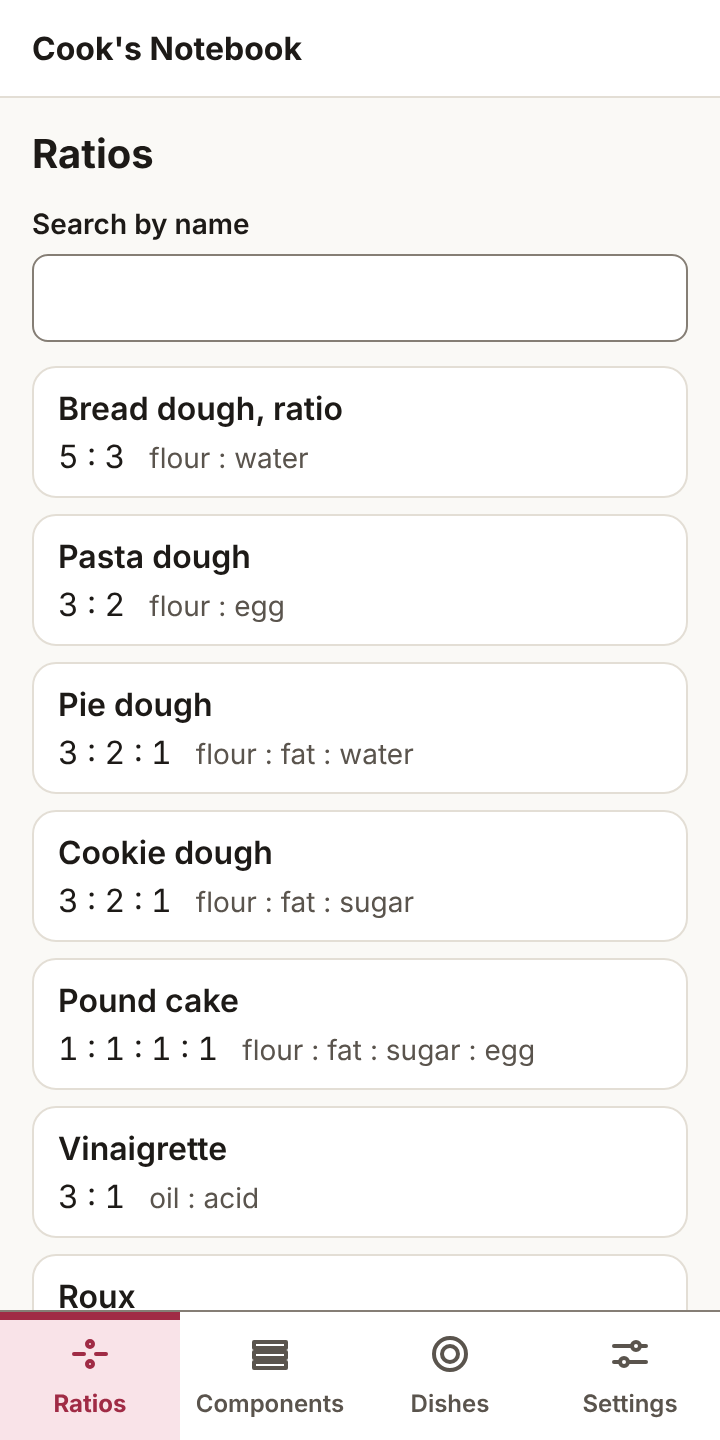 Cook's Notebook
Ratios
Search by name
Bread dough, ratio
5 : 3 flour : water
Pasta dough
3 : 2 flour : egg
Pie dough
3 : 2 : 1 flour : fat : water
Cookie dough
3 : 2 : 1 flour : fat : sugar
Pound cake
1 : 1 : 1 : 1 flour : fat : sugar : egg
Vinaigrette
3 : 1 oil : acid
Roux
Ratios Components Dishes Settings